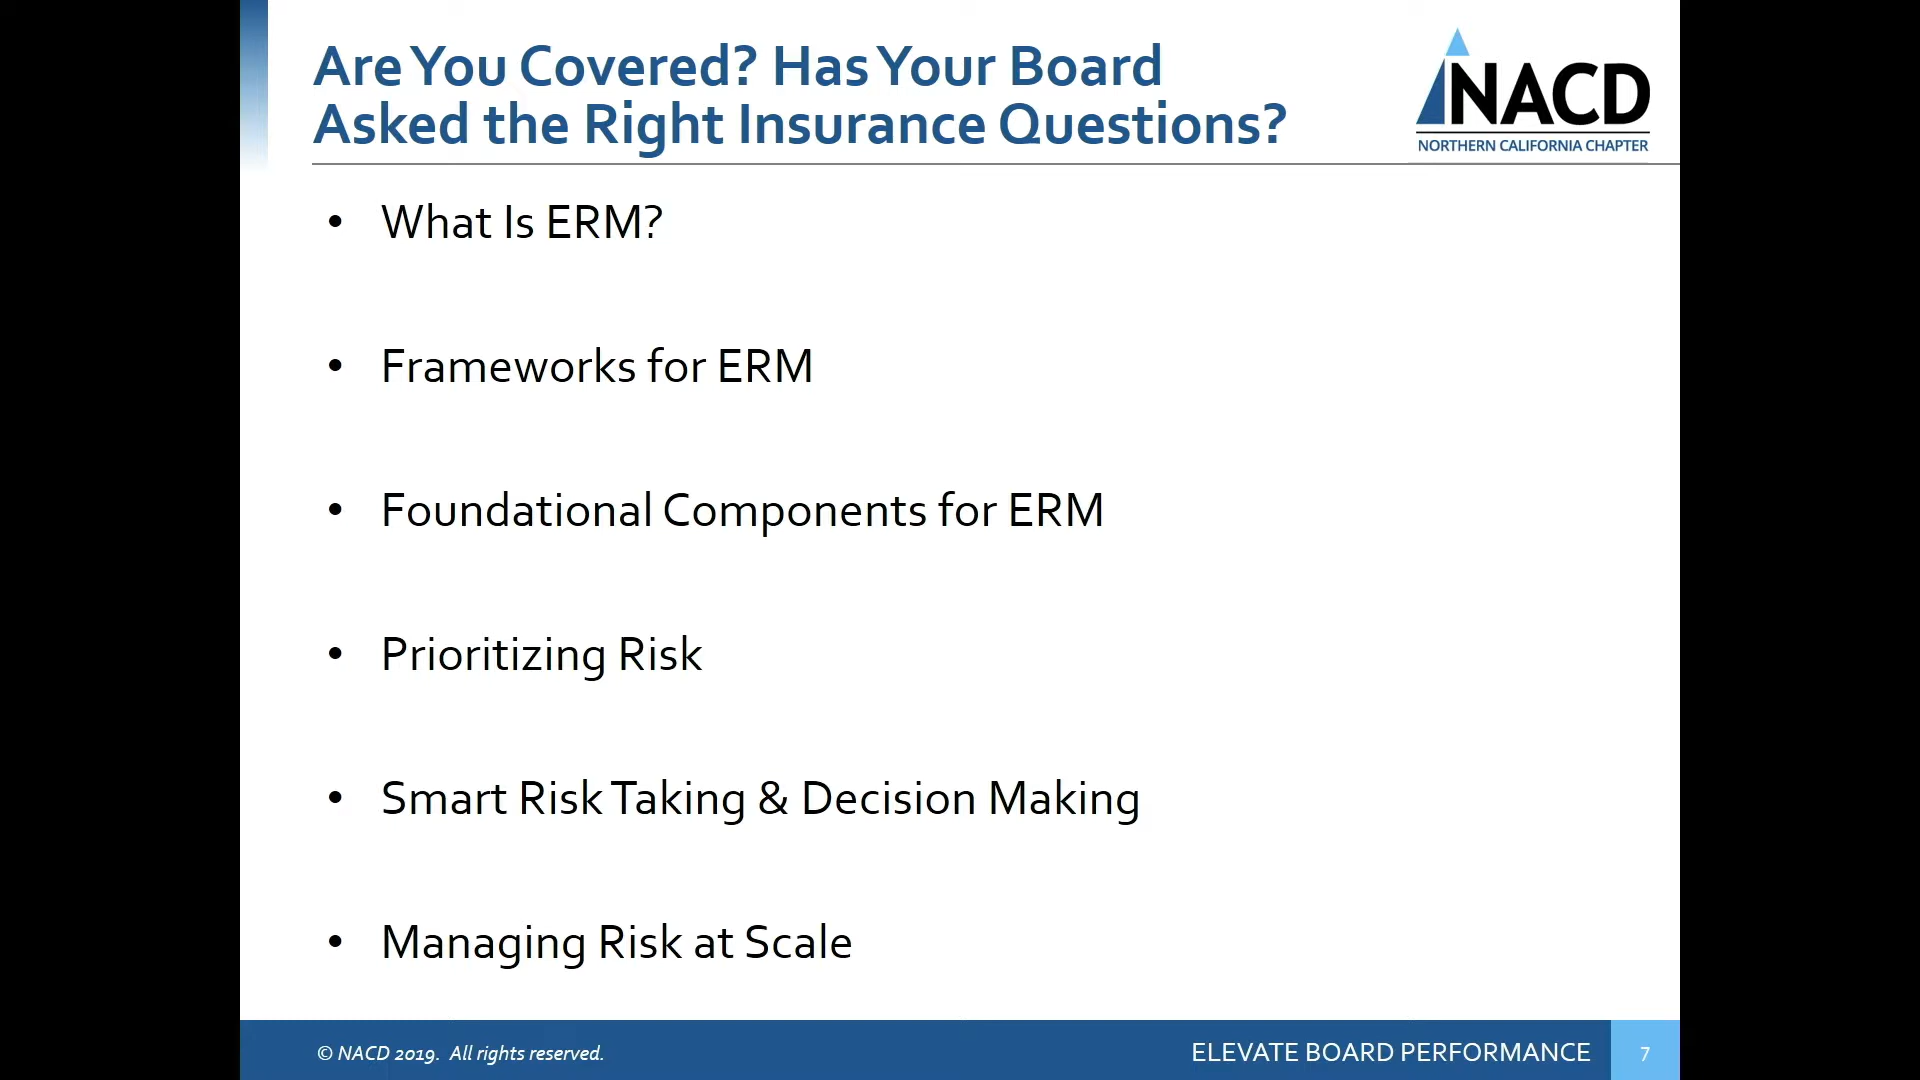 Are You Covered? Has Your Board
Asked the Right Insurance Questions?
NACD
NORTHERN CALIFORNIA CHAPTER
• What Is ERM?
• Frameworks for ERM
• Foundational Components for ERM
• Prioritizing Risk
• Smart Risk Taking & Decision Making
• Managing Risk at Scale
© NACD 2019. All rights reserved.
ELEVATE BOARD PERFORMANCE
7